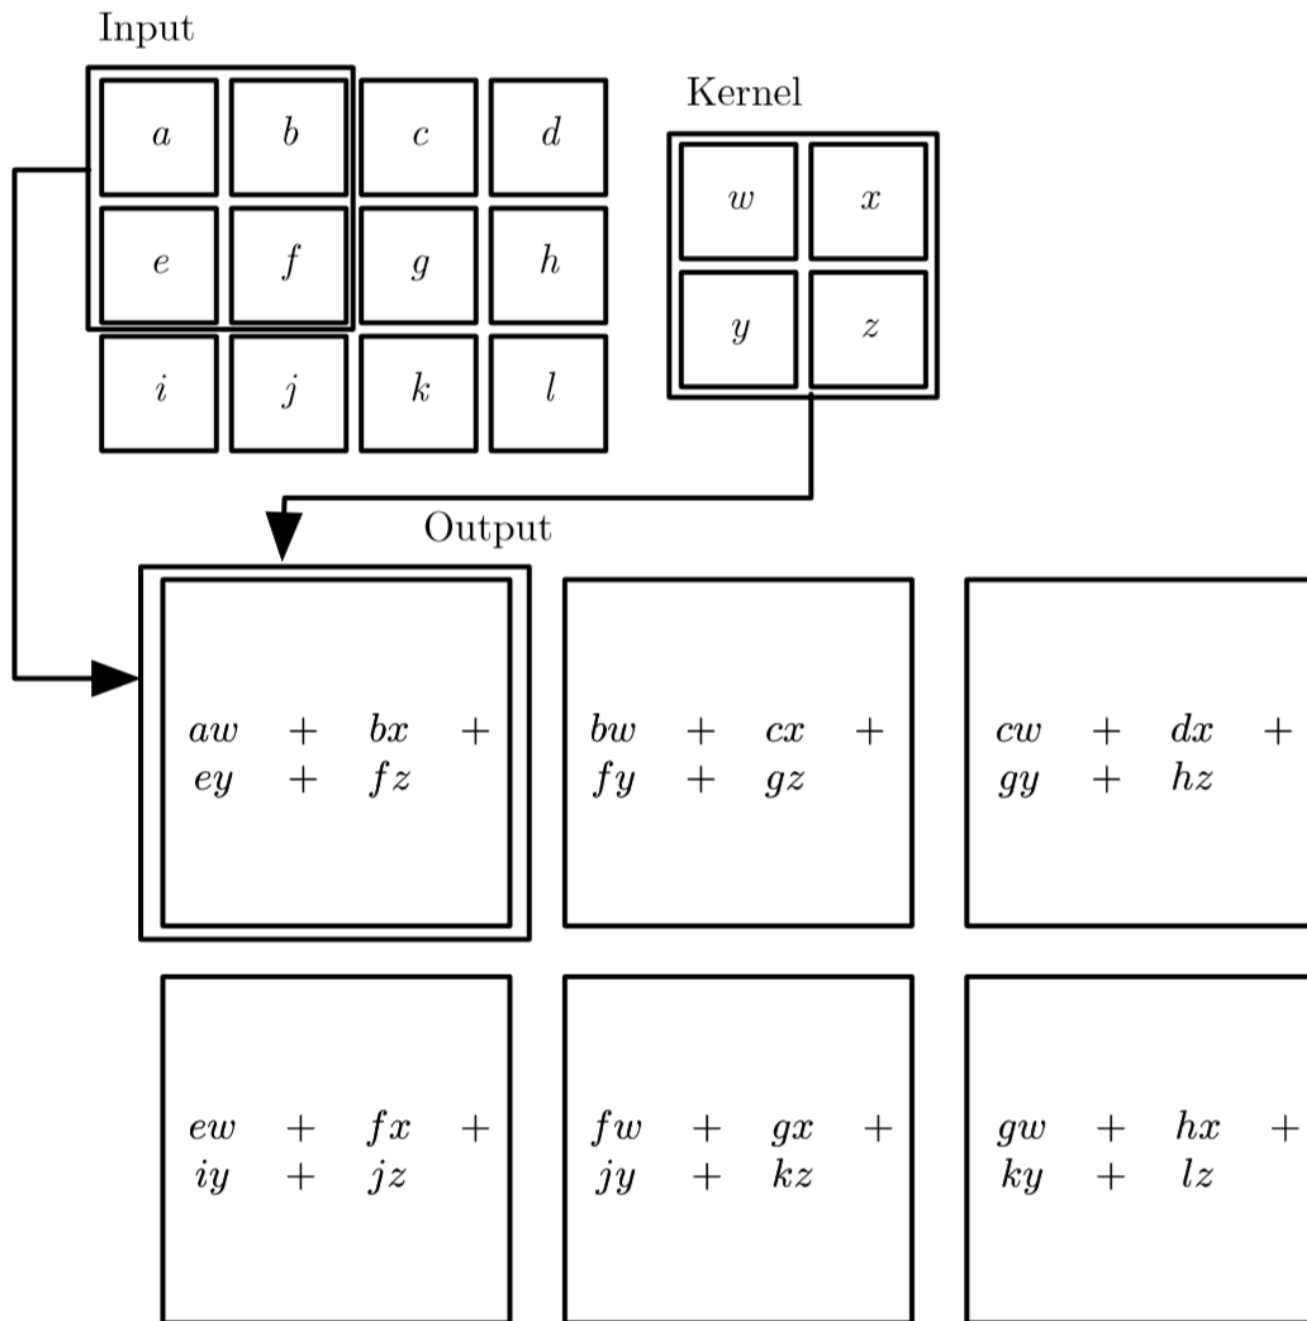 Input
Kernel
a b c d
w x
e f g h
y z
i j k l
Output
aw + bx +
ey + fz
bw + cx +
fy + gz
cw + dx +
gy + hz
ew + fx +
iy + jz
fw + gx +
jy + kz
gw + hx +
ky + lz